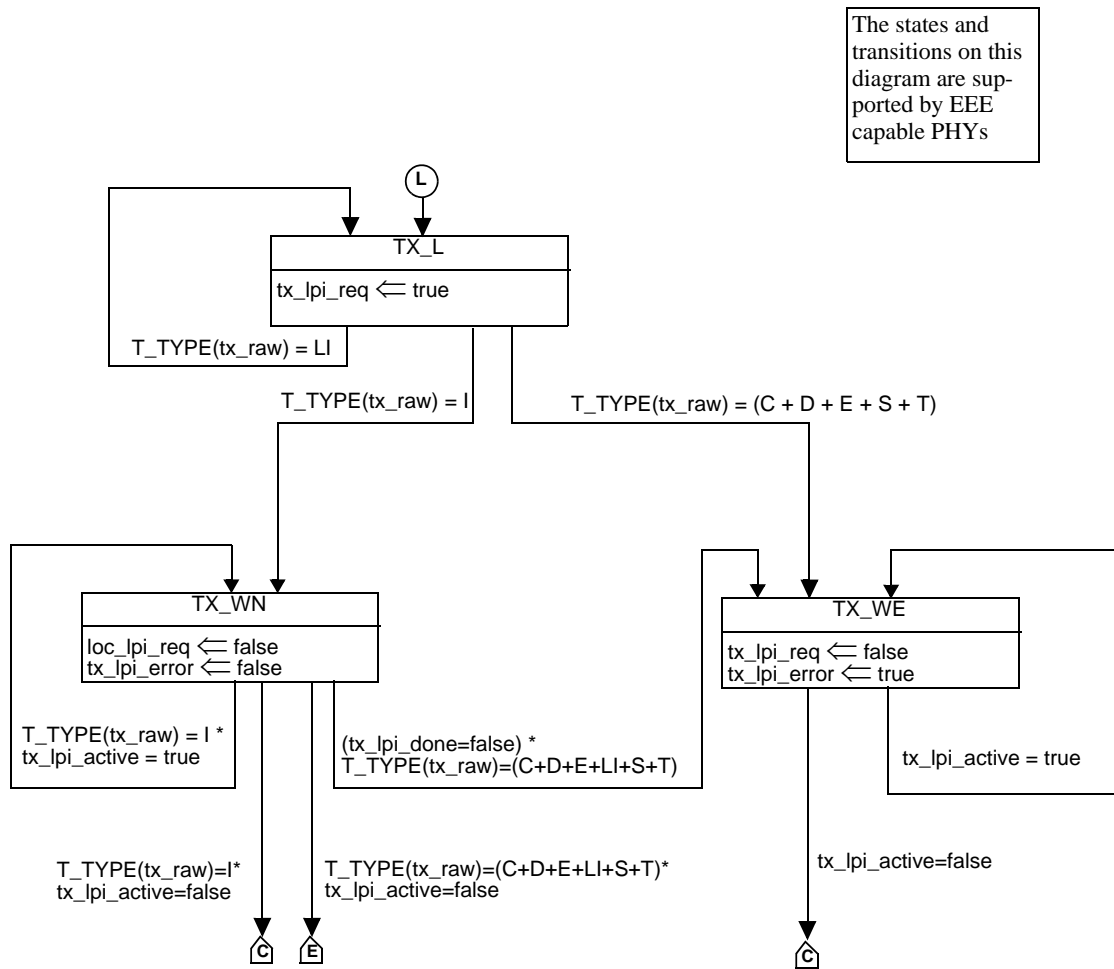 The states and
transitions on this
diagram are sup-
ported by EEE
capable PHYs
L
TX_L
tx_lpi_req ⇐ true
T_TYPE(tx_raw) = LI
T_TYPE(tx_raw) = I
T_TYPE(tx_raw) = (C + D + E + S + T)
TX_WN
loc_lpi_req ⇐ false
tx_lpi_error ⇐ false
TX_WE
tx_lpi_req ⇐ false
tx_lpi_error ⇐ true
T_TYPE(tx_raw) = I *
tx_lpi_active = true
(tx_lpi_done=false) *
T_TYPE(tx_raw)=(C+D+E+LI+S+T)
tx_lpi_active = true
T_TYPE(tx_raw)=I*
tx_lpi_active=false
T_TYPE(tx_raw)=(C+D+E+LI+S+T)*
tx_lpi_active=false
tx_lpi_active=false
C
E
C